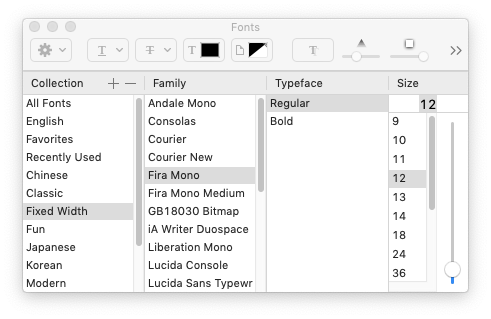 Fonts
T T T T
Collection + − Family Typeface Size
All Fonts Andale Mono Regular 12
English Consolas Bold 9
Favorites Courier 10
Recently Used Courier New 11
Chinese Fira Mono 12
Classic Fira Mono Medium 13
Fixed Width GB18030 Bitmap 14
Fun iA Writer Duospace 18
Japanese Liberation Mono 24
Korean Lucida Console 36
Modern Lucida Sans Typewr